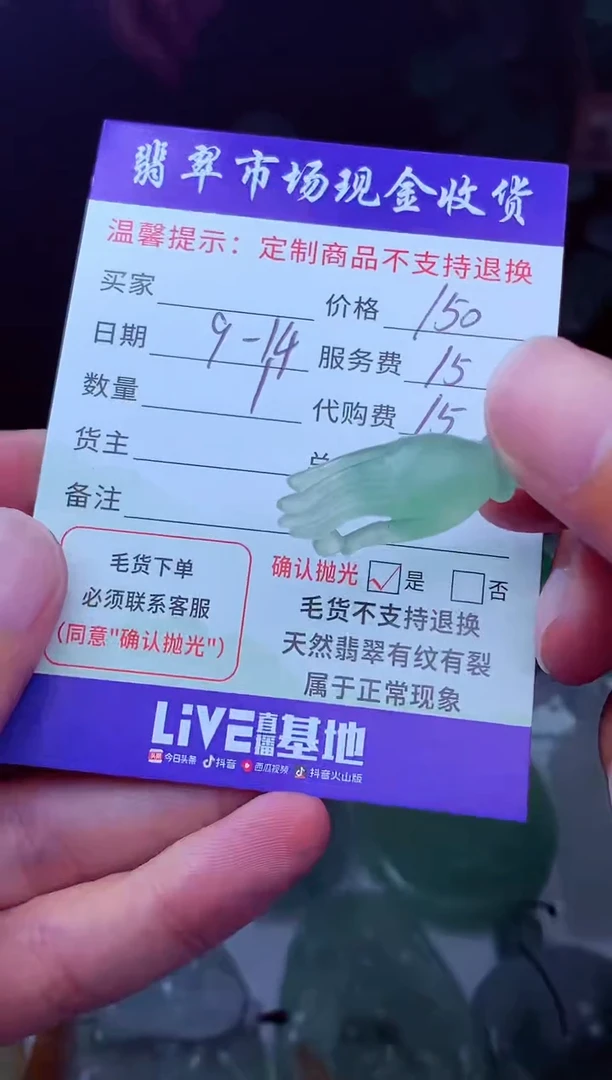 翡翠市场现金收货
温馨提示：定制商品不支持退换
买家 价格 150
日期 9-14 服务费 15
数量 1 代购费 15
货主
备注
毛货下单
必须联系客服
(同意"确认抛光")
确认抛光 是 否
毛货不支持退换
天然翡翠有纹有裂
属于正常现象
LiVE直播基地
头条 今日头条 抖音 西瓜视频 抖音火山版